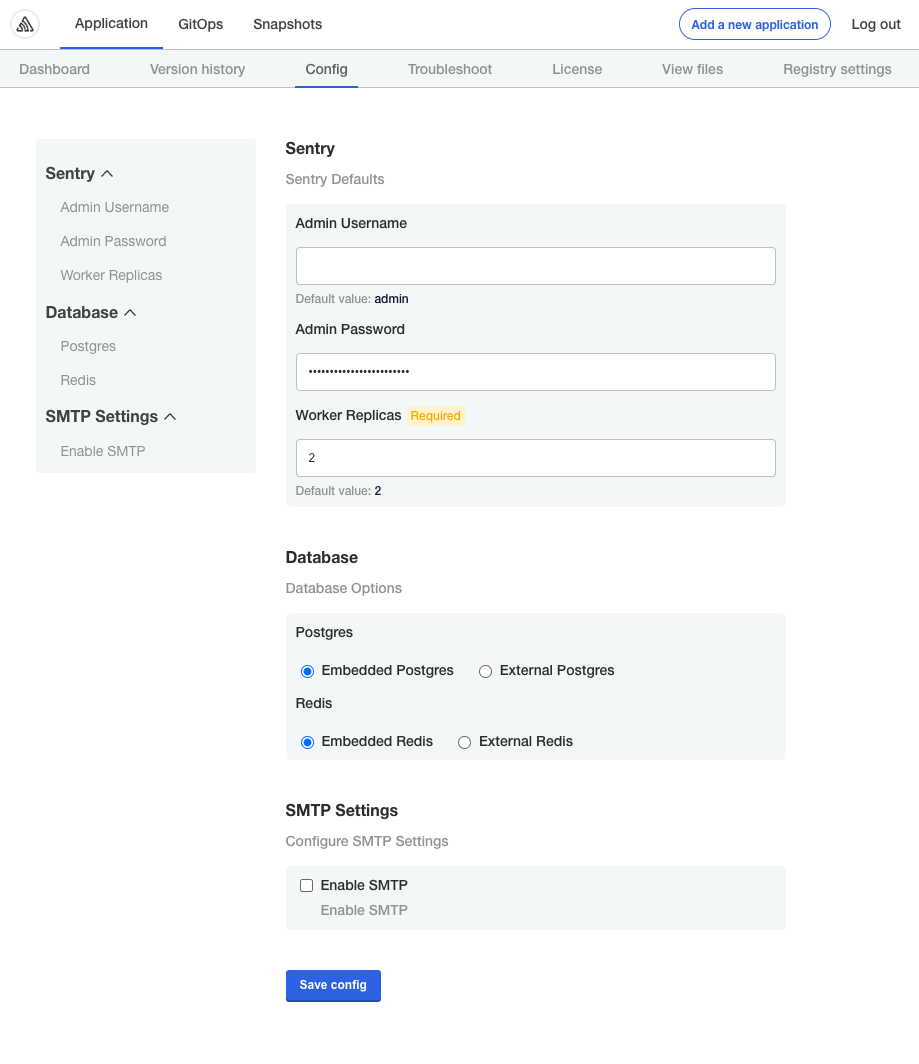 Application GitOps Snapshots Add a new application Log out
Dashboard Version history Config Troubleshoot License View files Registry settings
Sentry
Admin Username
Admin Password
Worker Replicas
Database
Postgres
Redis
SMTP Settings
Enable SMTP
Sentry
Sentry Defaults
Admin Username
Default value: admin
Admin Password
••••••••••••••••••••••••
Worker Replicas Required
2
Default value: 2
Database
Database Options
Postgres
Embedded Postgres External Postgres
Redis
Embedded Redis External Redis
SMTP Settings
Configure SMTP Settings
Enable SMTP
Enable SMTP
Save config